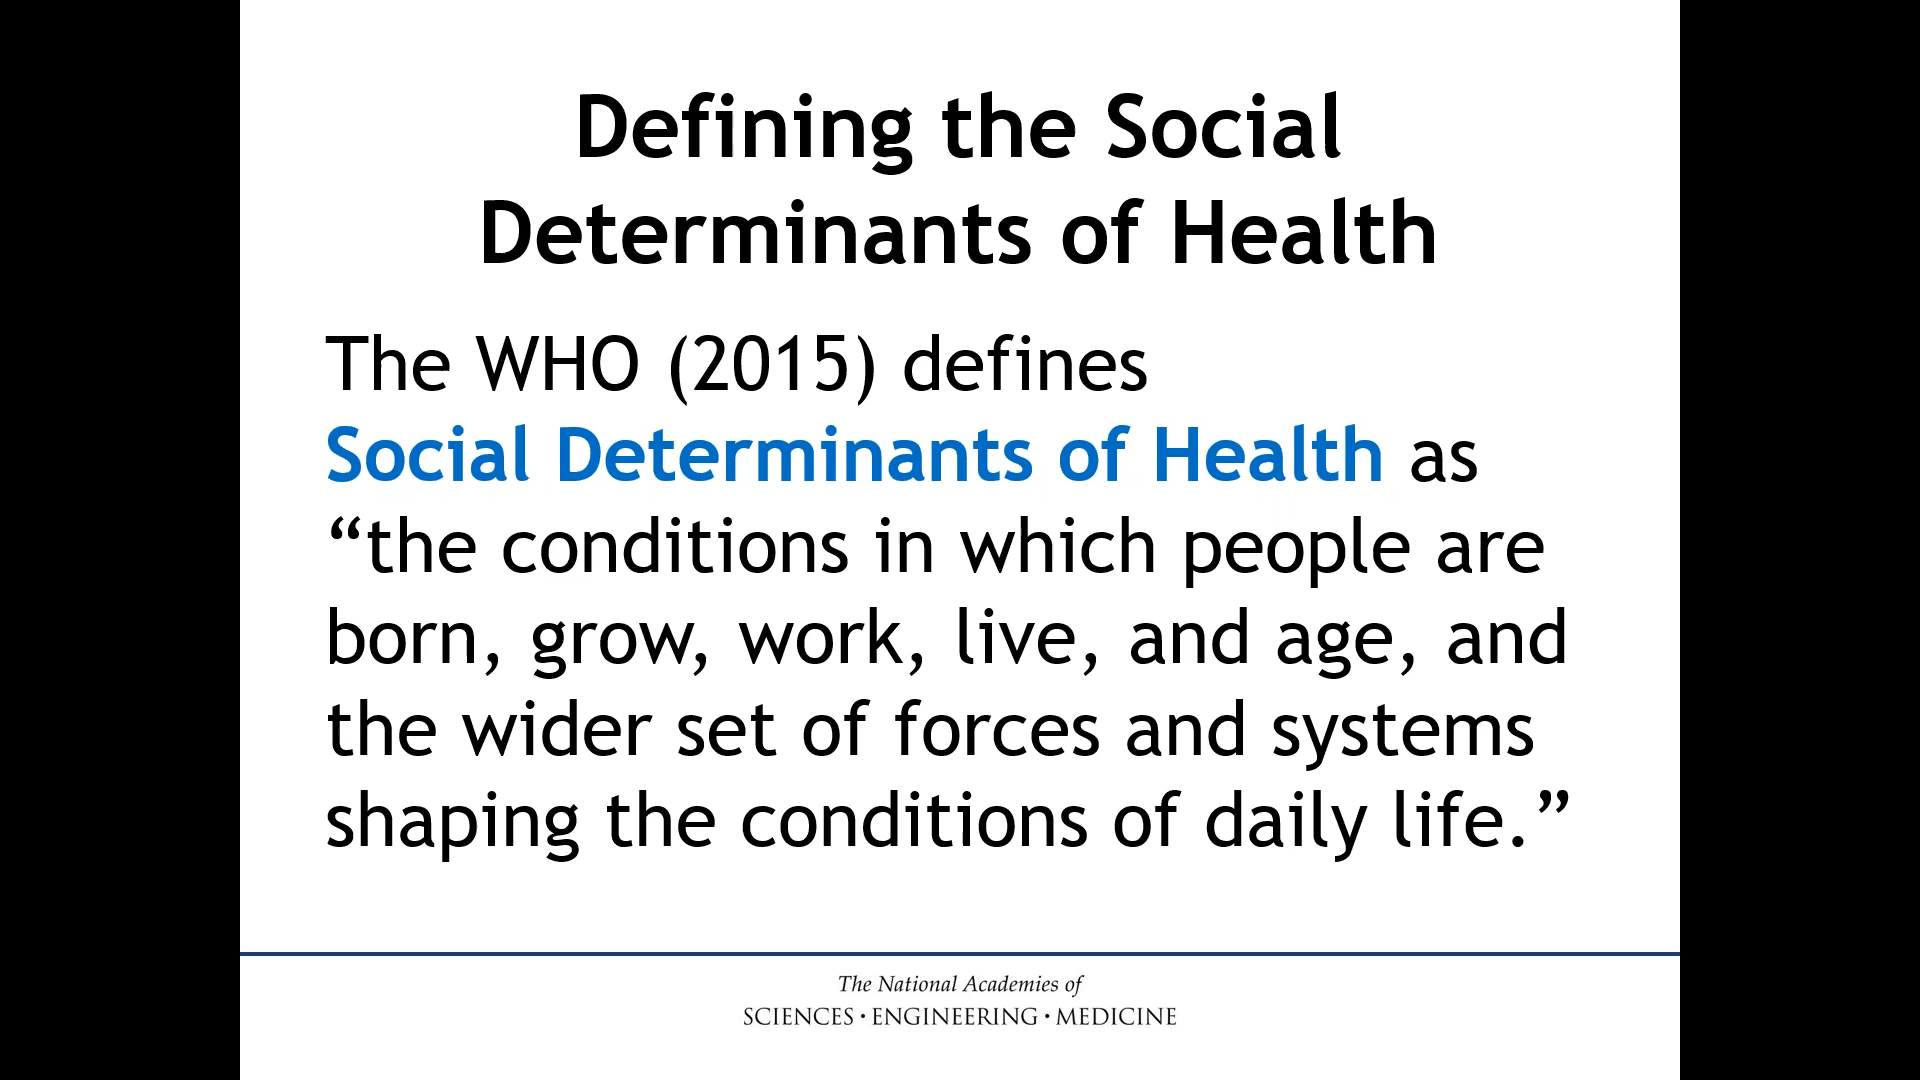 Defining the Social
Determinants of Health
The WHO (2015) defines
Social Determinants of Health as
“the conditions in which people are
born, grow, work, live, and age, and
the wider set of forces and systems
shaping the conditions of daily life.”
The National Academies of
SCIENCES · ENGINEERING · MEDICINE